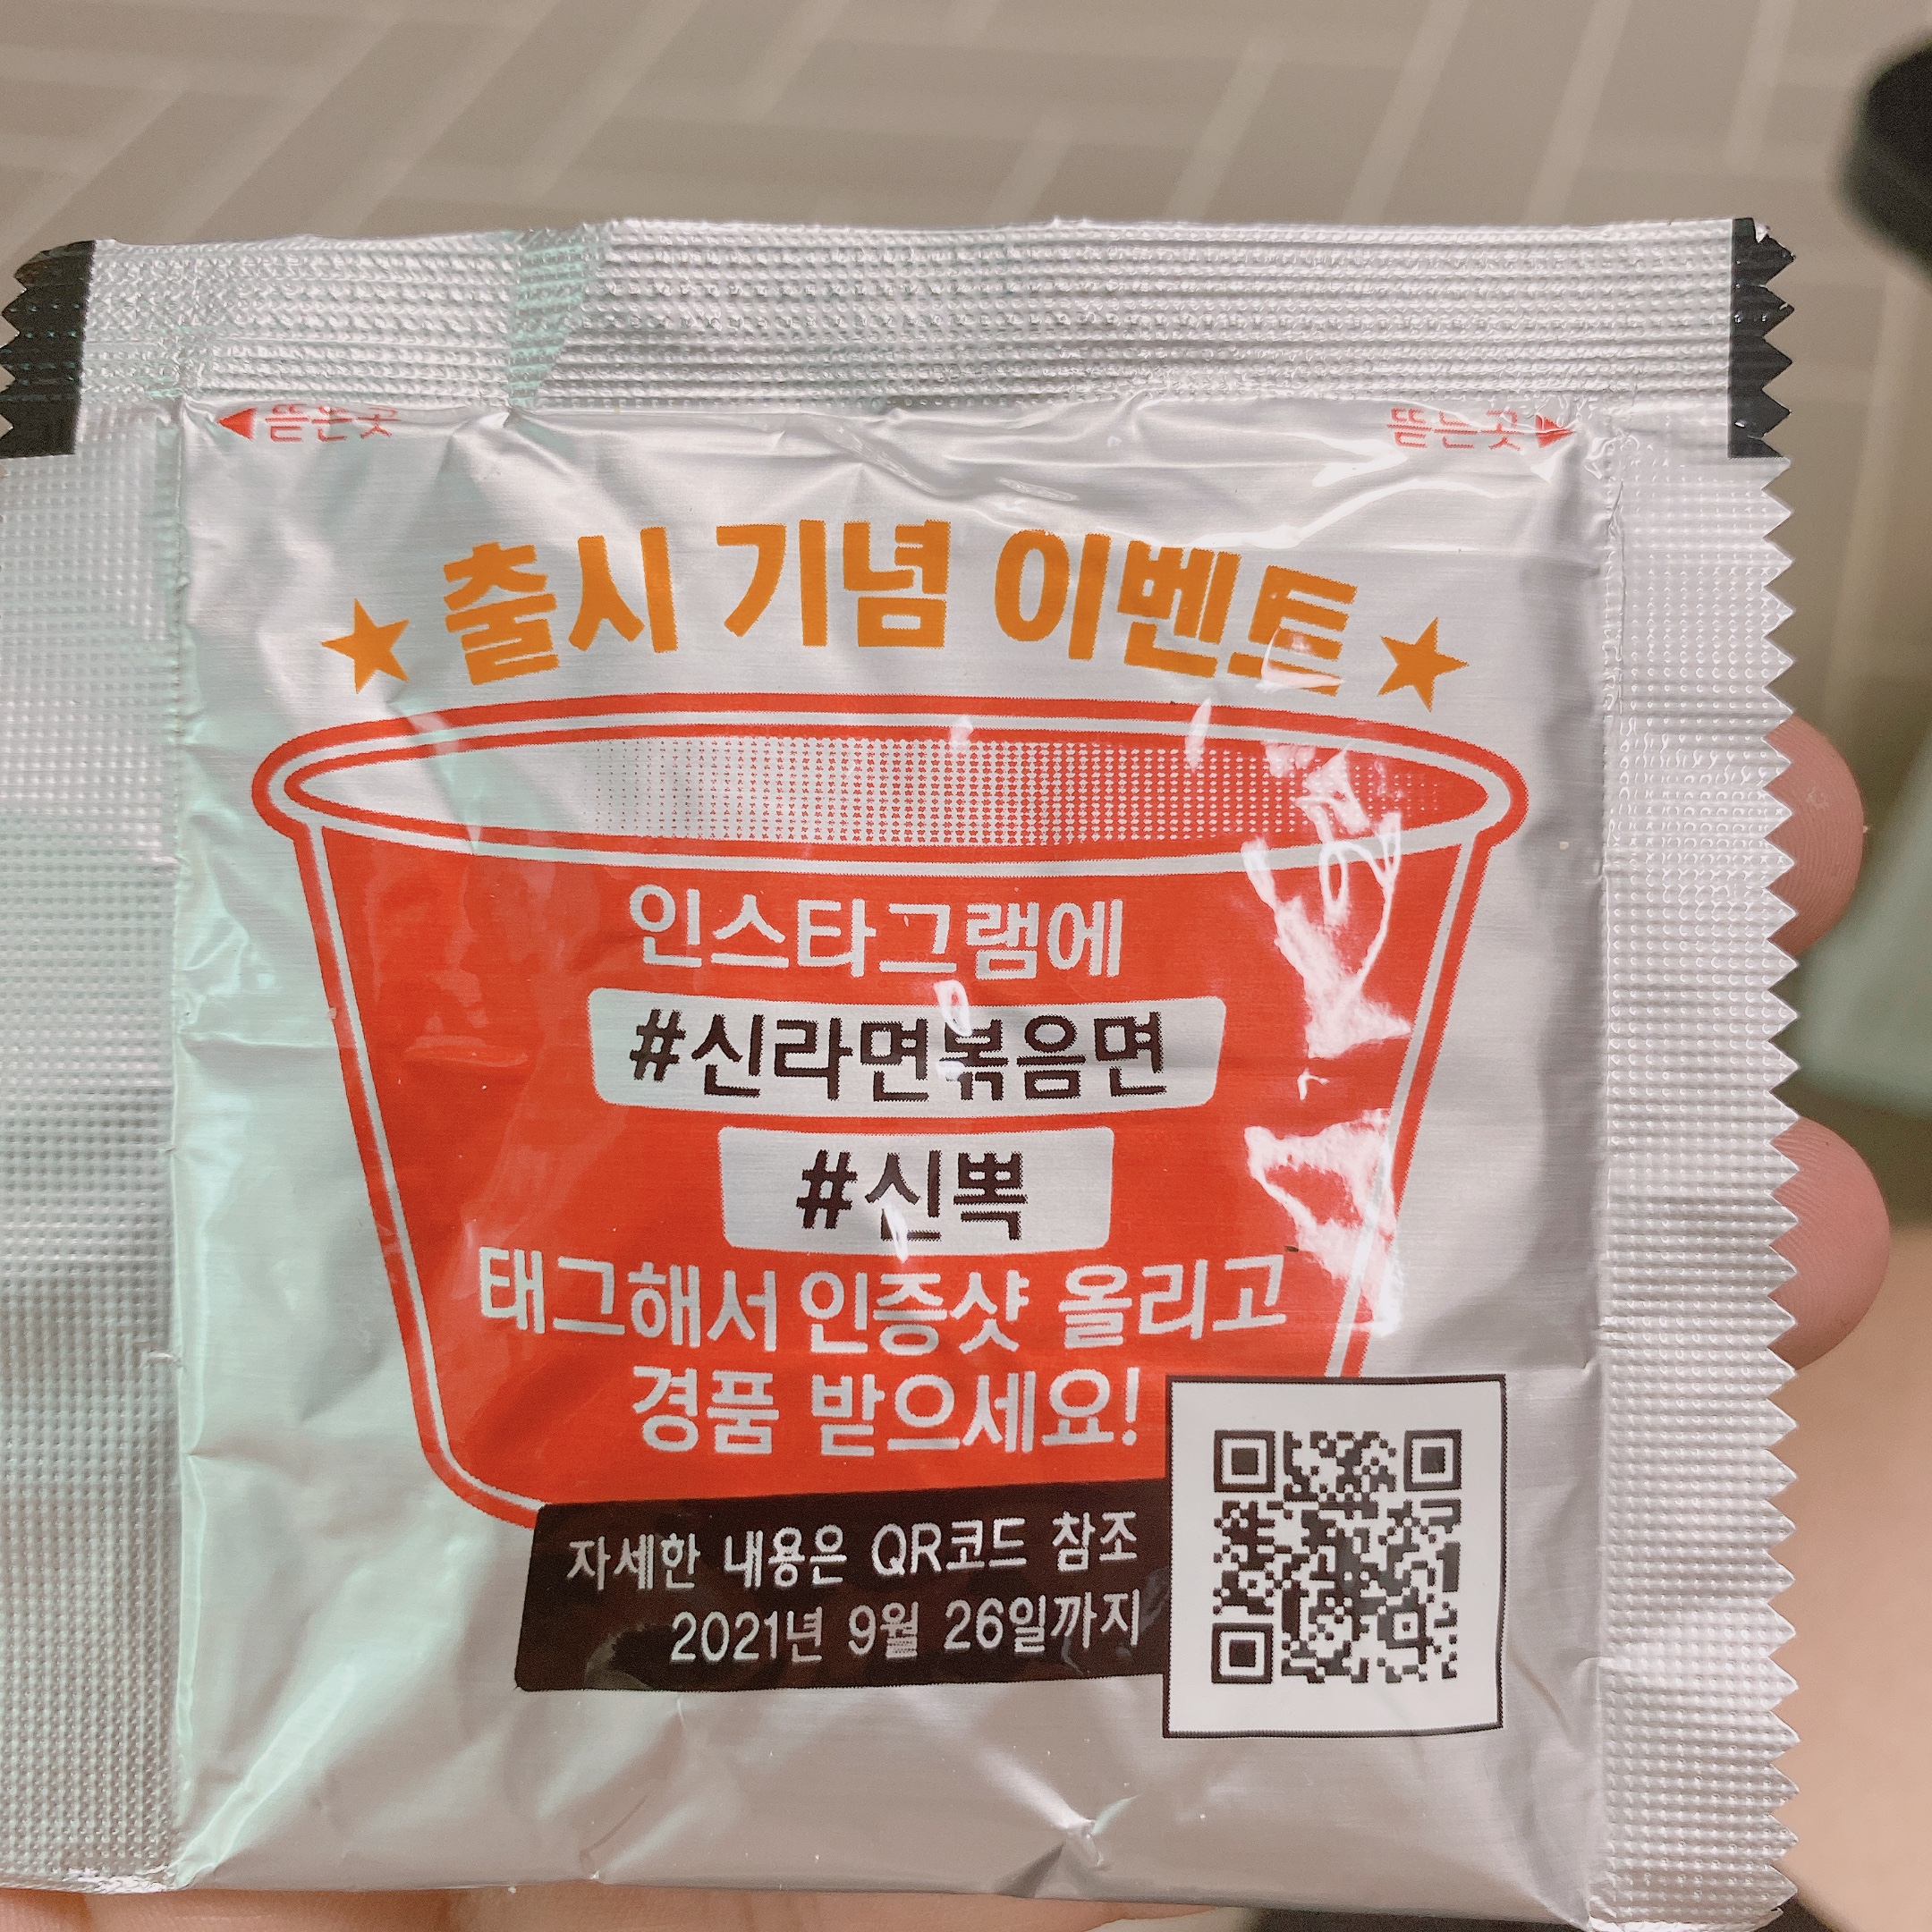 ◀뜯는곳
뜯는곳▶
★출시 기념 이벤트★
인스타그램에
#신라면볶음면
#신뽁
태그해서 인증샷 올리고
경품 받으세요!
자세한 내용은 QR코드 참조
2021년 9월 26일까지